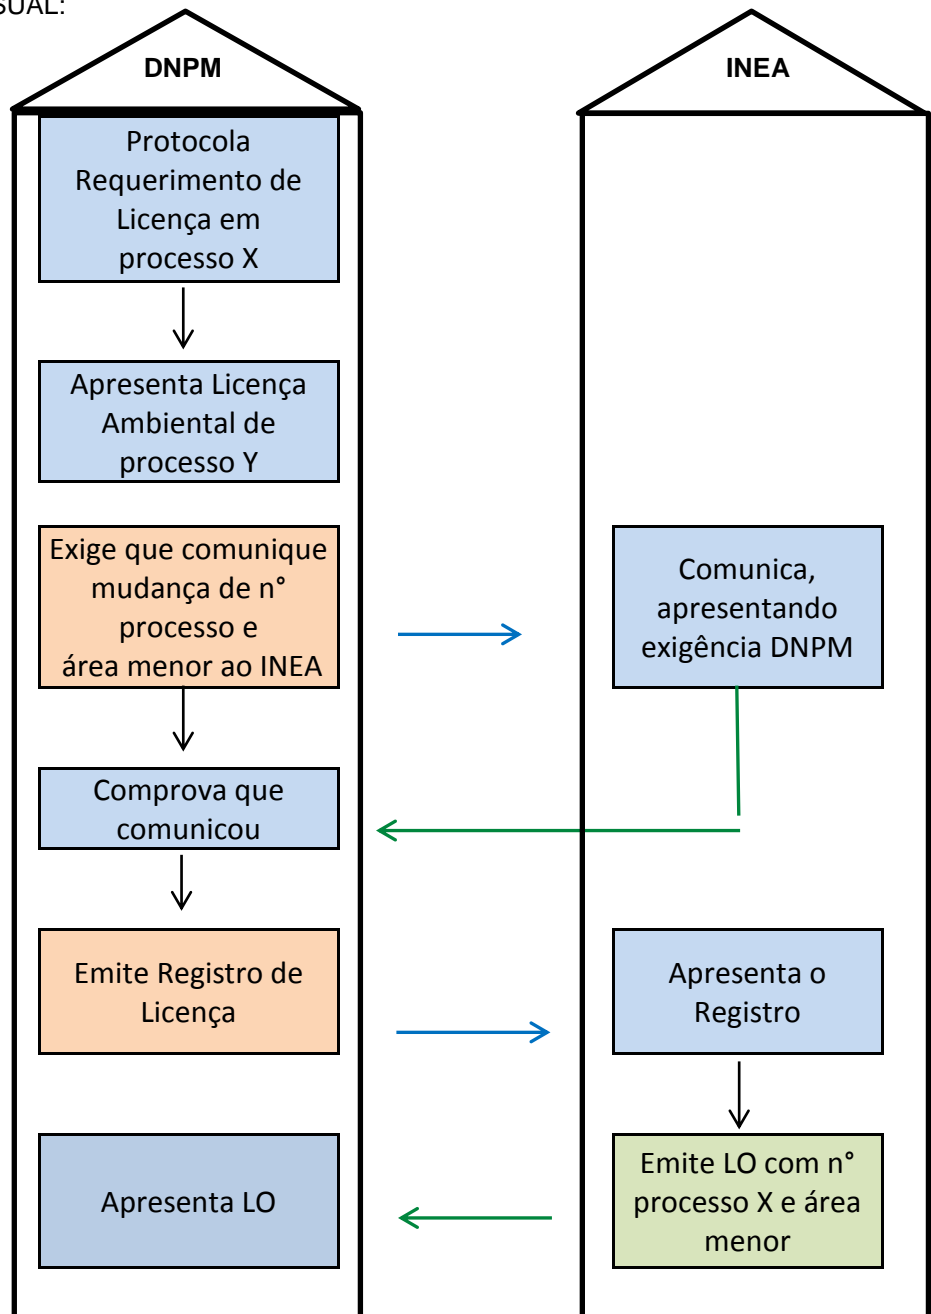 SUAL:
DNPM
INEA
Protocola
Requerimento de
Licença em
processo X
Apresenta Licença
Ambiental de
processo Y
Exige que comunique
mudança de n°
processo e
área menor ao INEA
Comunica,
apresentando
exigência DNPM
Comprova que
comunicou
Emite Registro de
Licença
Apresenta o
Registro
Apresenta LO
Emite LO com n°
processo X e área
menor